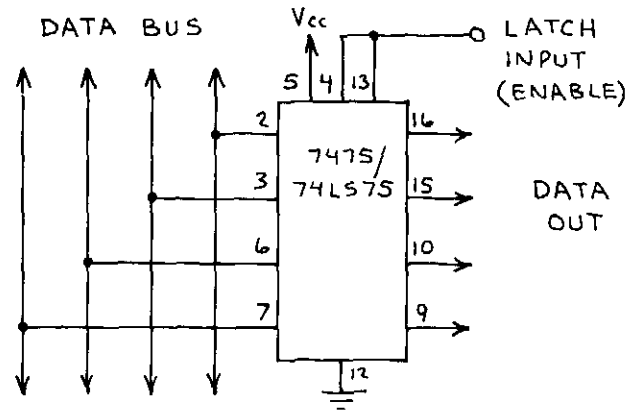 DATA BUS
Vcc
LATCH
INPUT
(ENABLE)
5 4 13
2 16
7475/
74LS75
3 15
DATA
OUT
6 10
7 9
12